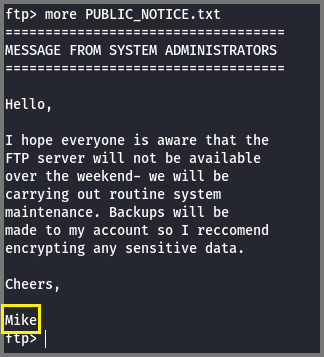 ftp> more PUBLIC_NOTICE.txt
===================================
MESSAGE FROM SYSTEM ADMINISTRATORS
===================================
Hello,
I hope everyone is aware that the
FTP server will not be available
over the weekend- we will be
carrying out routine system
maintenance. Backups will be
made to my account so I reccomend
encrypting any sensitive data.
Cheers,
Mike
ftp>